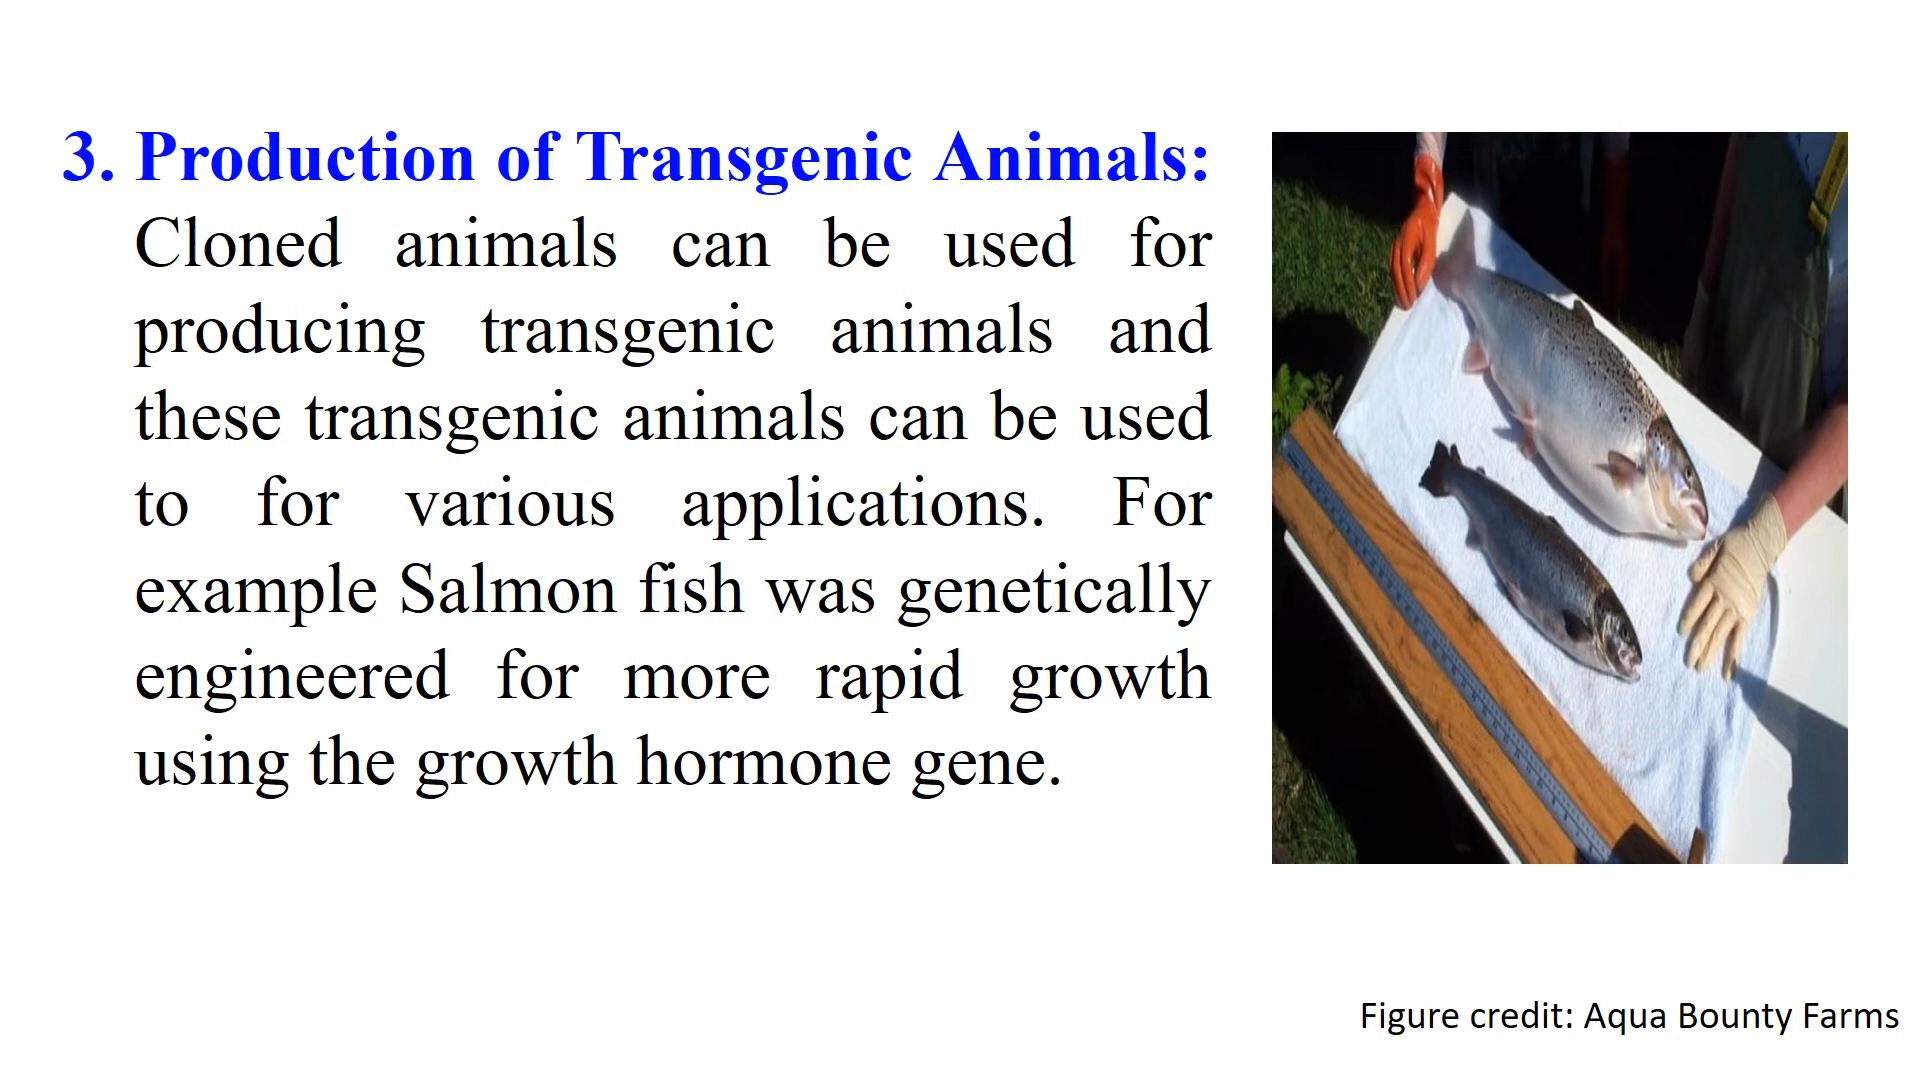 3. Production of Transgenic Animals:
Cloned animals can be used for
producing transgenic animals and
these transgenic animals can be used
to for various applications. For
example Salmon fish was genetically
engineered for more rapid growth
using the growth hormone gene.
Figure credit: Aqua Bounty Farms